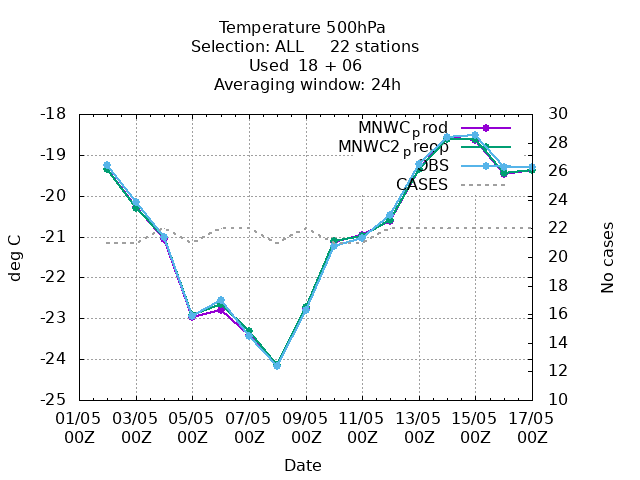 Temperature 500hPa
Selection: ALL 22 stations
Used 18 + 06
Averaging window: 24h
-18
-19
-20
-21
-22
-23
-24
-25
deg C
30
28
26
24
22
20
18
16
14
12
10
No cases
MNWCprod
MNWC2preop
OBS
CASES
01/05 03/05 05/05 07/05 09/05 11/05 13/05 15/05 17/05
00Z 00Z 00Z 00Z 00Z 00Z 00Z 00Z 00Z
Date